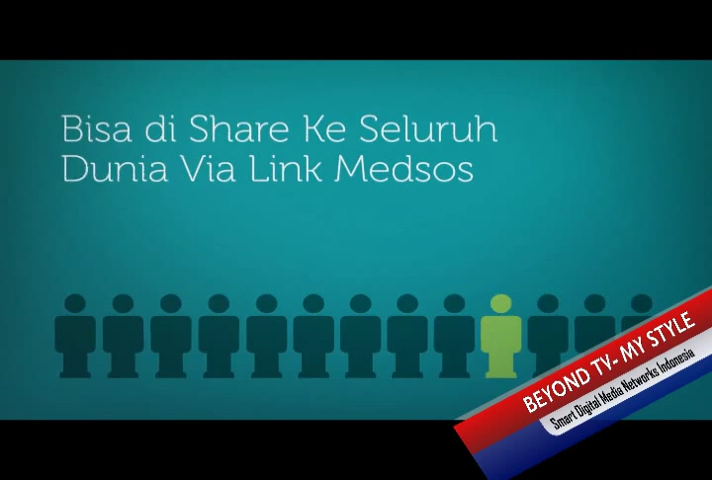 Bisa di Share Ke Seluruh
Dunia Via Link Medsos
BEYOND TV- MY STYLE
Smart Digital Media Networks Indonesia